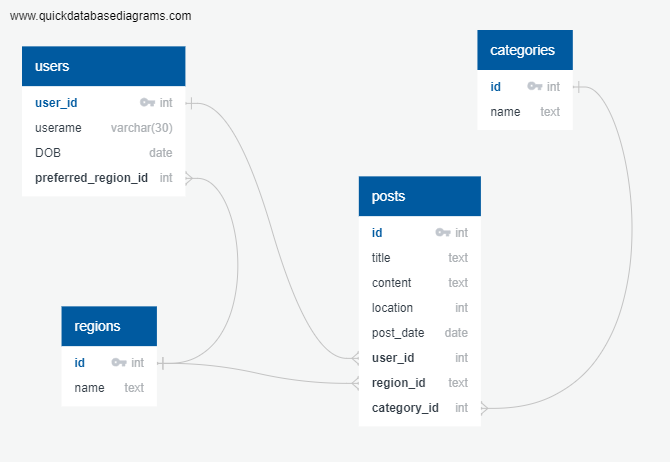 www.quickdatabasediagrams.com
users
user_id int
userame varchar(30)
DOB date
preferred_region_id int
categories
id int
name text
posts
id int
title text
content text
location int
post_date date
user_id int
region_id text
category_id int
regions
id int
name text